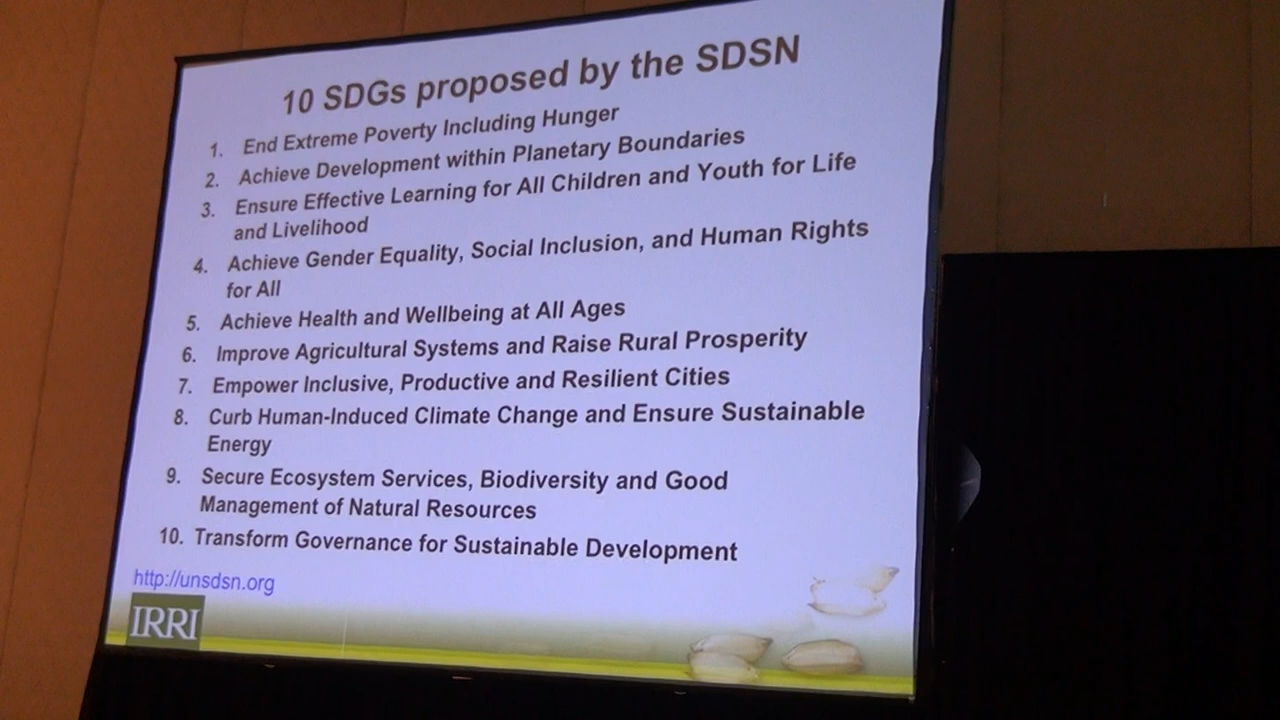 10 SDGs proposed by the SDSN
1. End Extreme Poverty Including Hunger
2. Achieve Development within Planetary Boundaries
3. Ensure Effective Learning for All Children and Youth for Life
and Livelihood
4. Achieve Gender Equality, Social Inclusion, and Human Rights
for All
5. Achieve Health and Wellbeing at All Ages
6. Improve Agricultural Systems and Raise Rural Prosperity
7. Empower Inclusive, Productive and Resilient Cities
8. Curb Human-Induced Climate Change and Ensure Sustainable
Energy
9. Secure Ecosystem Services, Biodiversity and Good
Management of Natural Resources
10. Transform Governance for Sustainable Development
http://unsdsn.org
IRRI